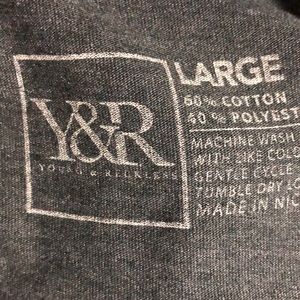 Y&R
YOUNG & RECKLESS
LARGE
60% COTTON
40% POLYEST
MACHINE WASH
WITH LIKE COLO
GENTLE CYCLE
TUMBLE DRY LO
MADE IN NIC